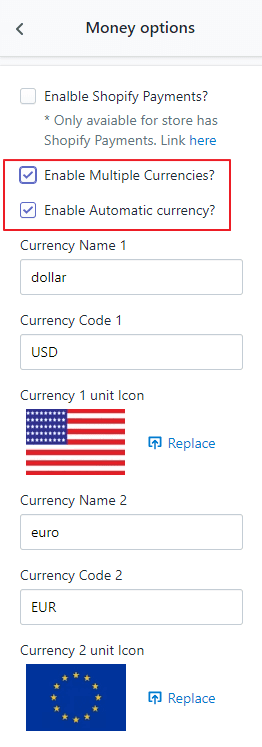 Money options
Enalble Shopify Payments?
* Only avaiable for store has
Shopify Payments. Link here
Enable Multiple Currencies?
Enable Automatic currency?
Currency Name 1
dollar
Currency Code 1
USD
Currency 1 unit Icon
Replace
Currency Name 2
euro
Currency Code 2
EUR
Currency 2 unit Icon
Replace